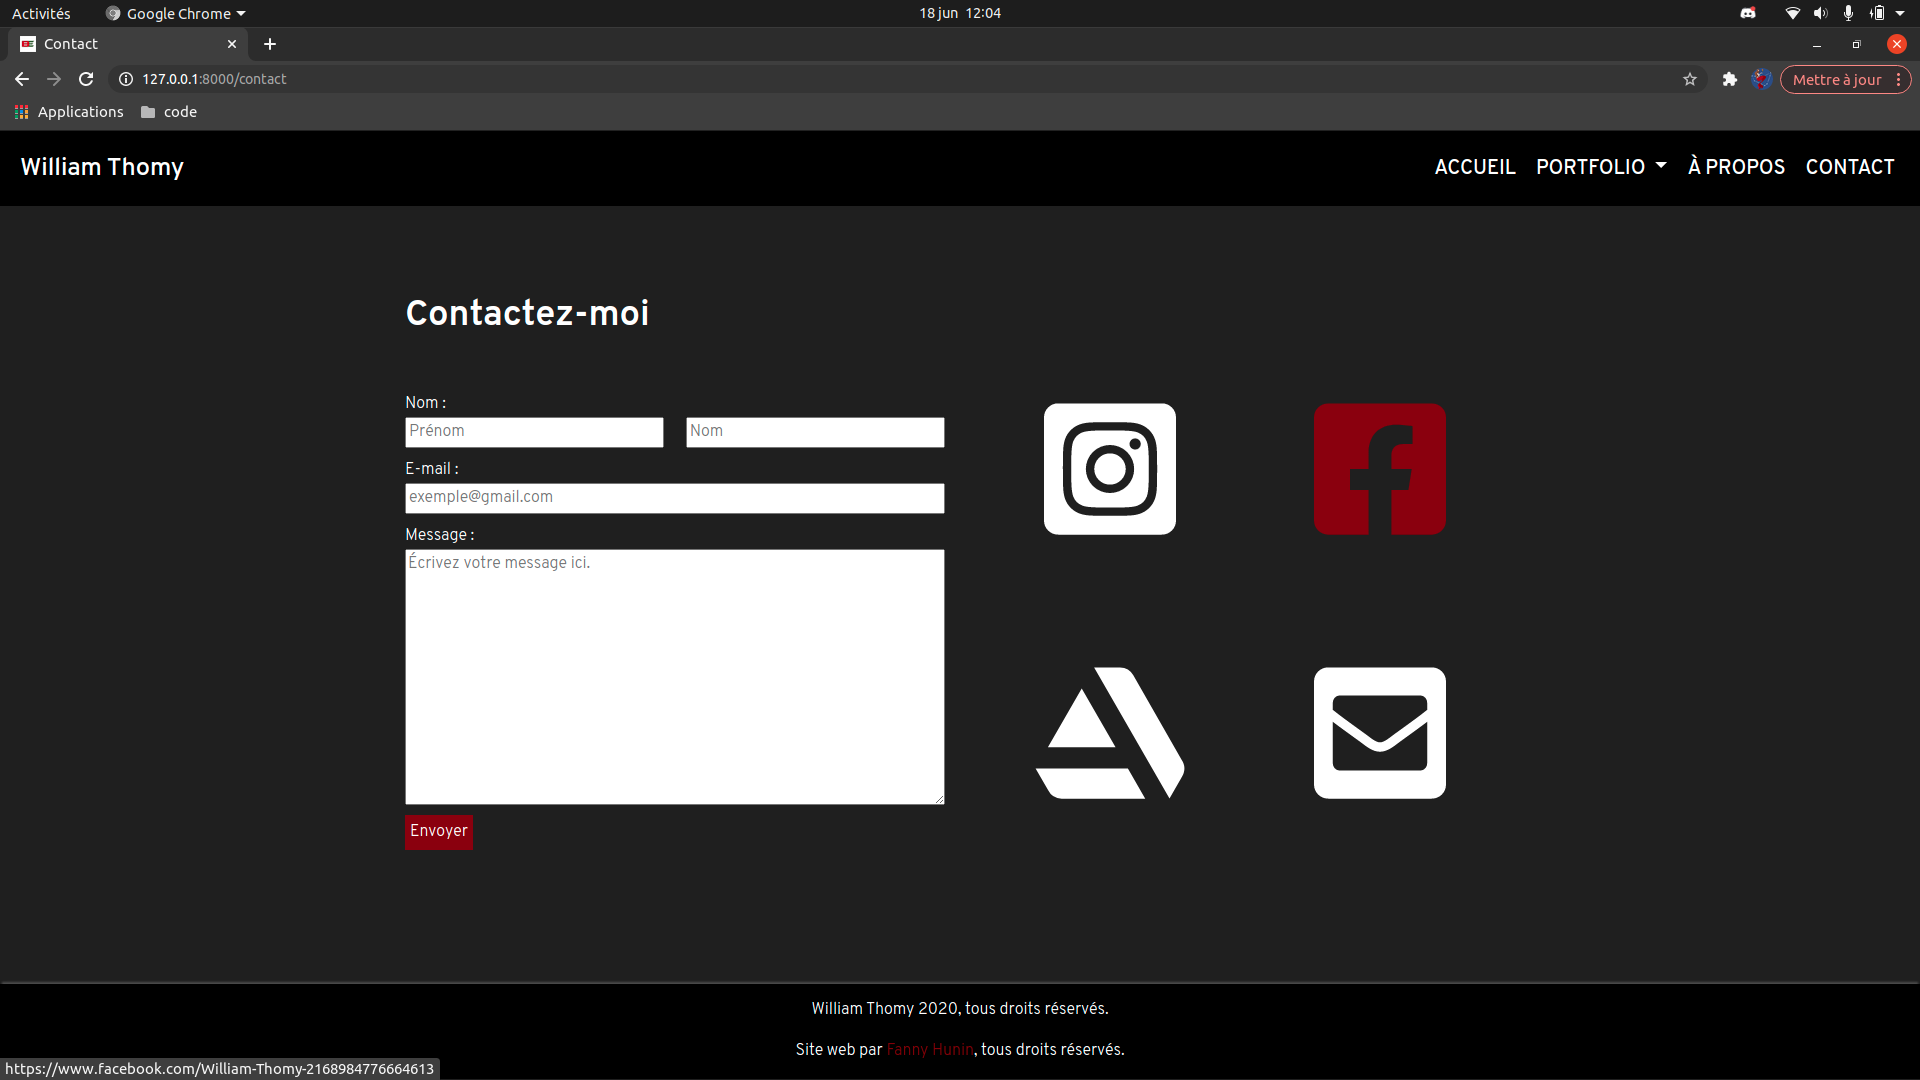 Activités Google Chrome 18 jun 12:04
Contact
127.0.0.1:8000/contact Mettre à jour
Applications code
William Thomy ACCUEIL PORTFOLIO À PROPOS CONTACT
Contactez-moi
Nom :
Prénom Nom
E-mail :
exemple@gmail.com
Message :
Écrivez votre message ici.
Envoyer
William Thomy 2020, tous droits réservés.
Site web par Fanny Hunin, tous droits réservés.
https://www.facebook.com/William-Thomy-2168984776664613